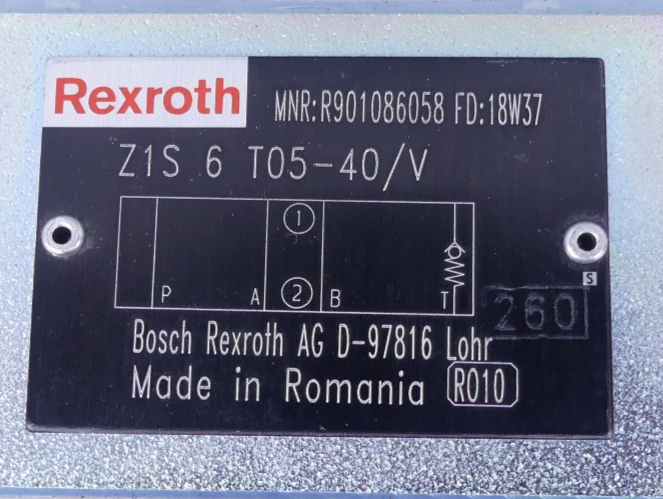 Rexroth MNR:R901086058 FD:18W37
Z1S 6 T05-40/V
1
P A 2 B T
S
260
Bosch Rexroth AG D-97816 Lohr
Made in Romania R010